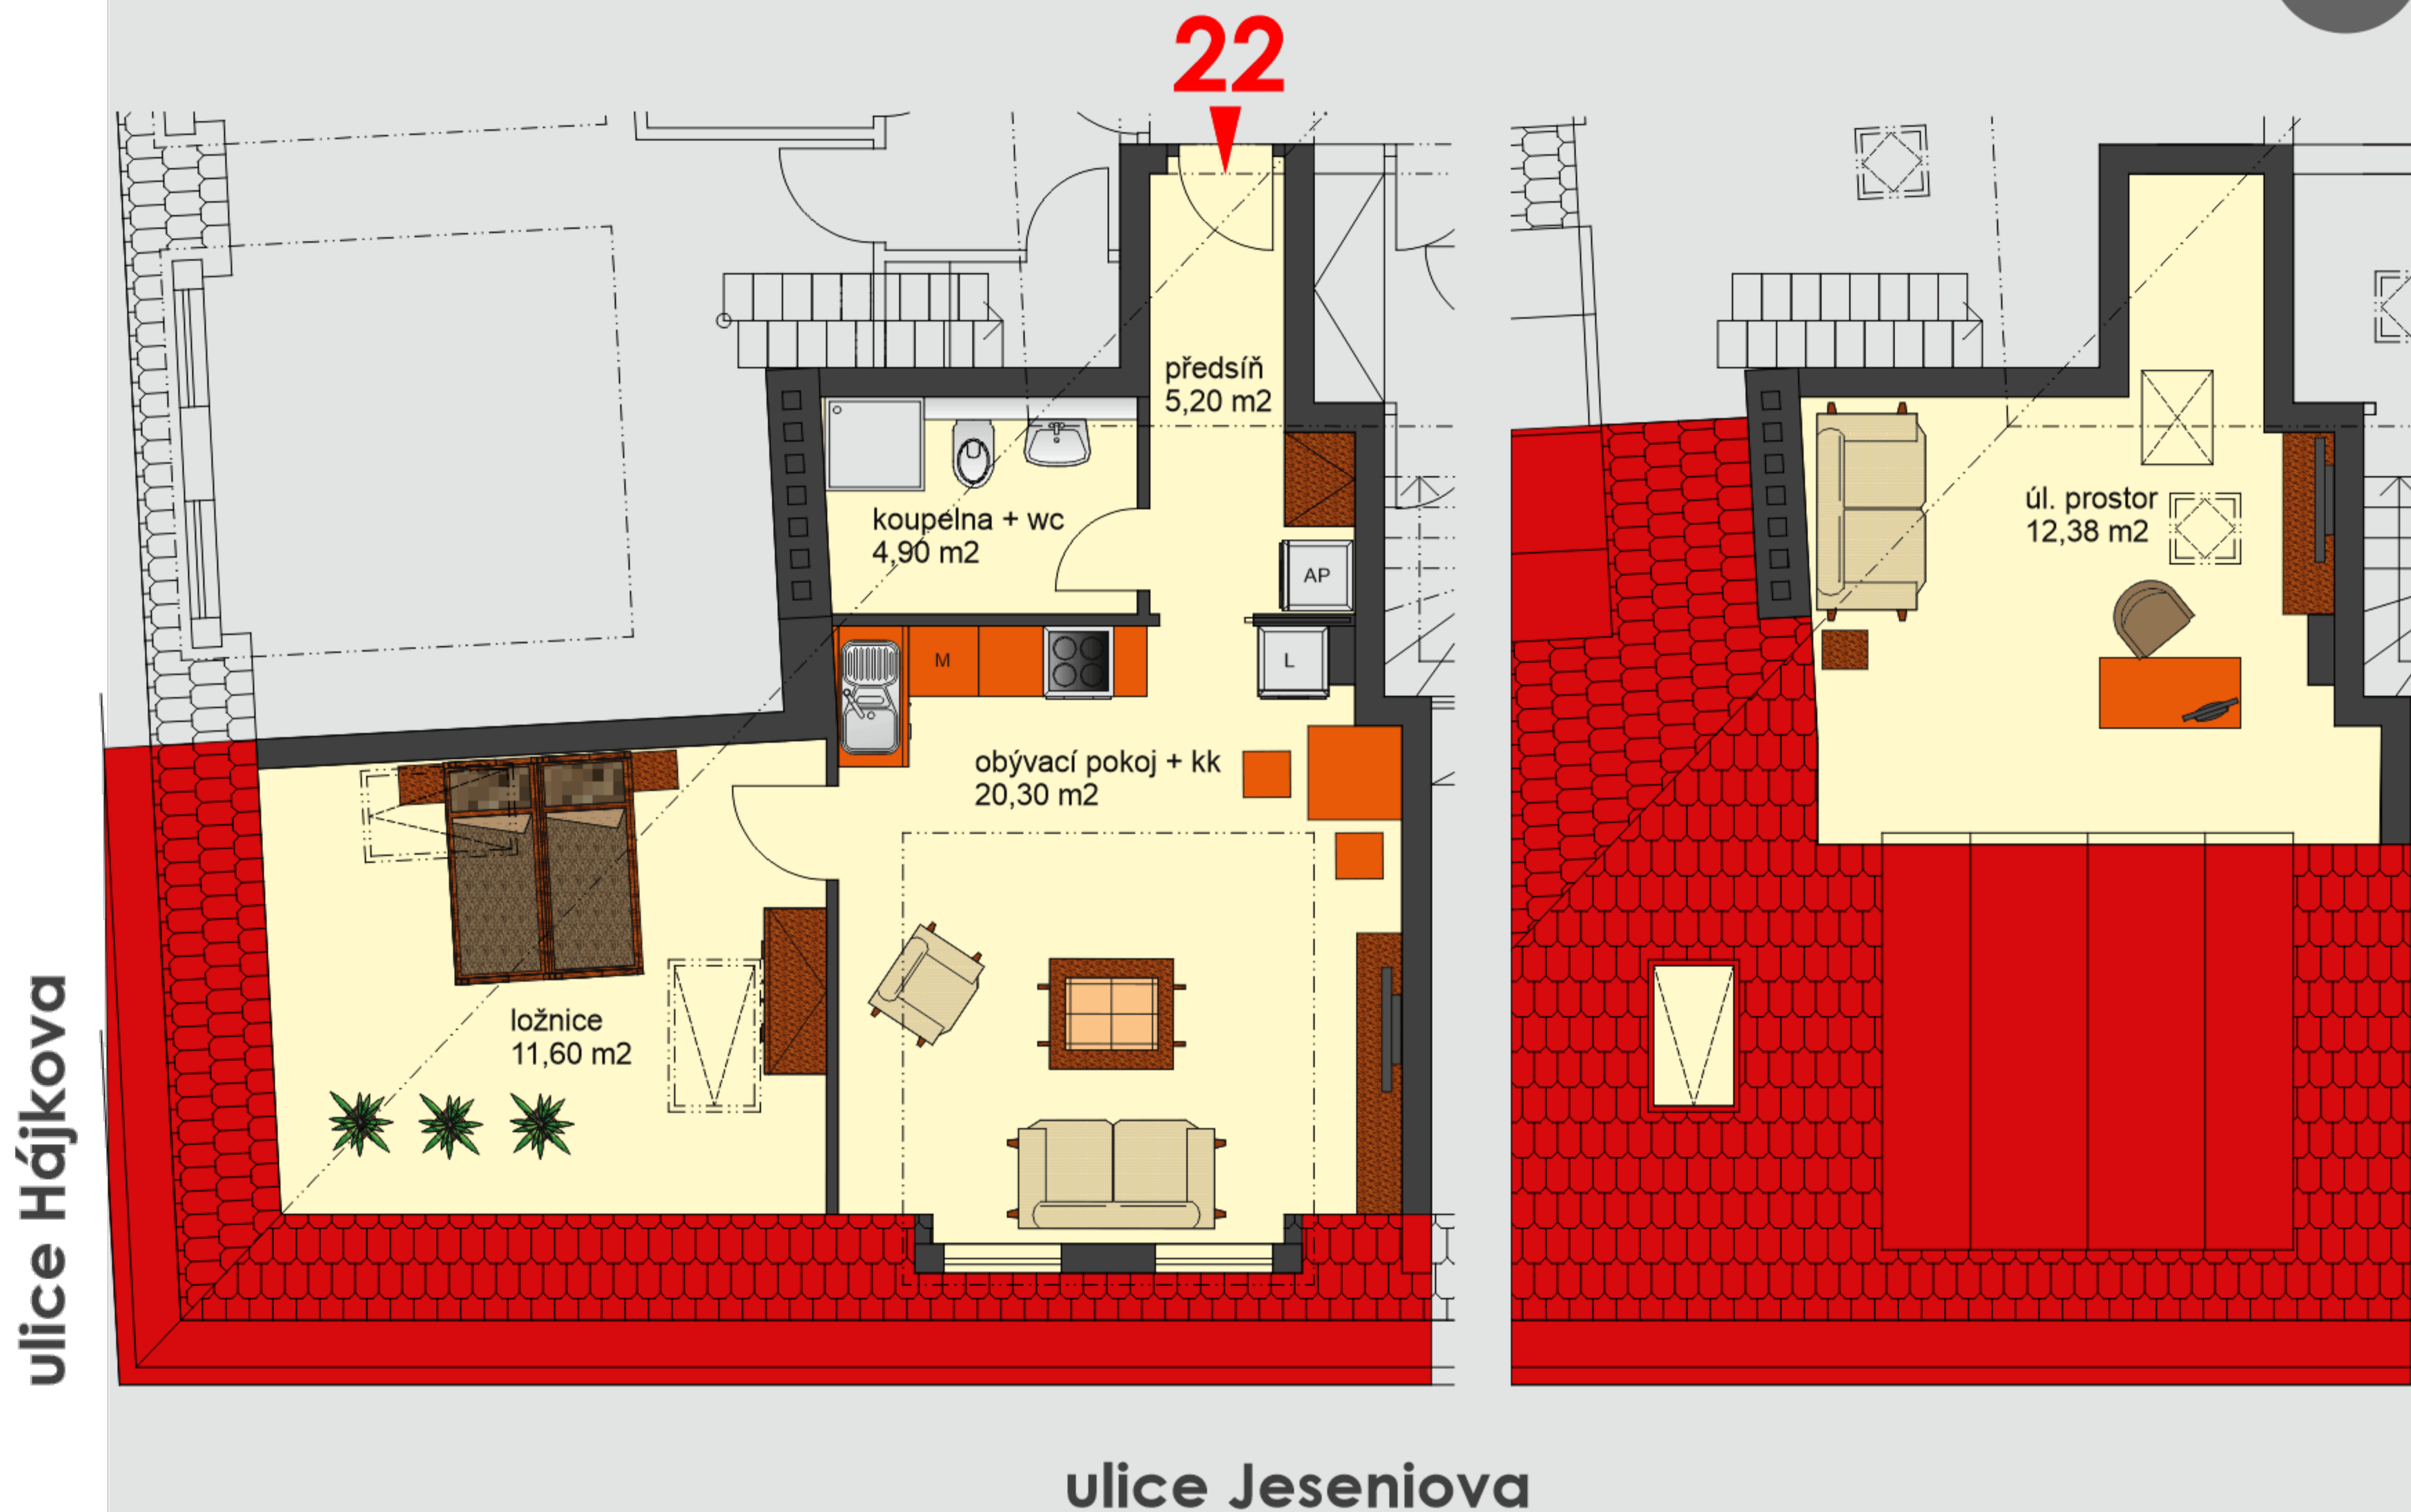 22
předsíň
5,20 m2
koupelna + wc
4,90 m2
AP
M
L
obývací pokoj + kk
20,30 m2
ložnice
11,60 m2
úl. prostor
12,38 m2
ulice Hájkova
ulice Jeseniova